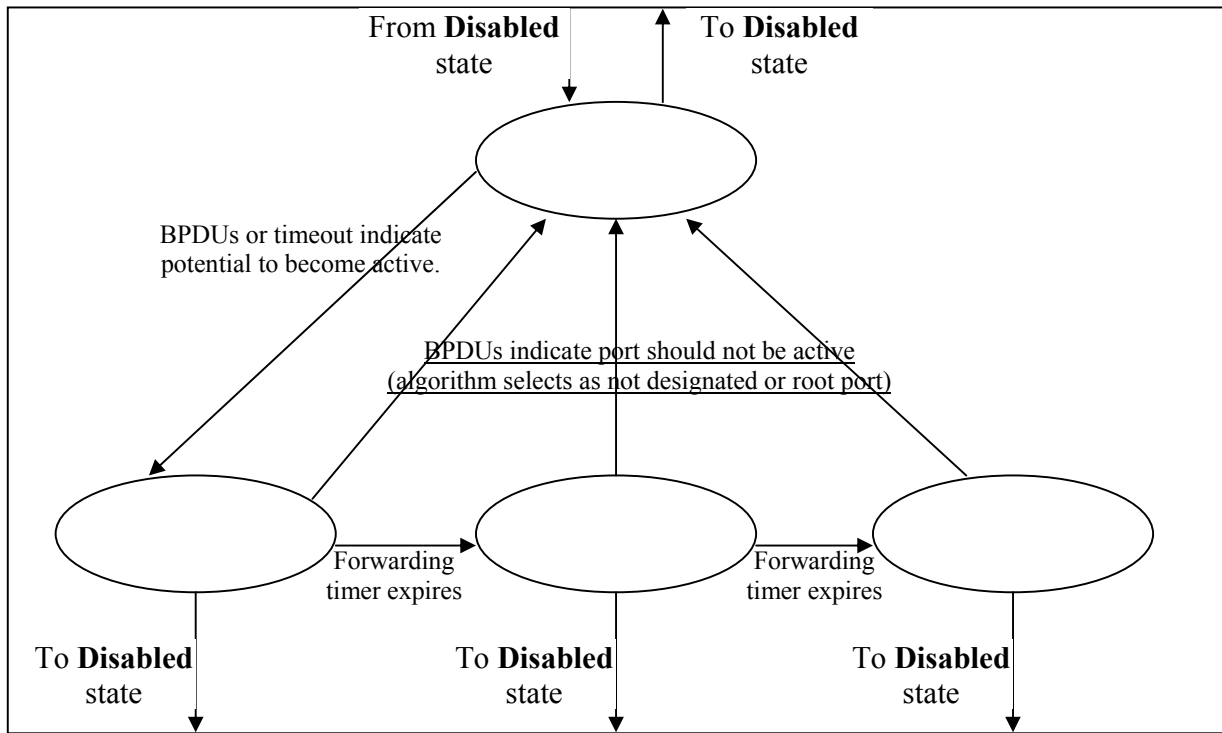 From Disabled
state
To Disabled
state
BPDUs or timeout indicate
potential to become active.
BPDUs indicate port should not be active
(algorithm selects as not designated or root port)
Forwarding
timer expires
Forwarding
timer expires
To Disabled
state
To Disabled
state
To Disabled
state